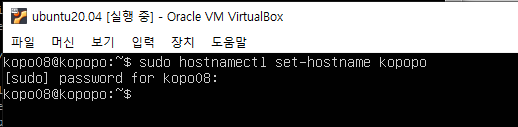 ubuntu20.04 [실행 중] - Oracle VM VirtualBox
파일 머신 보기 입력 장치 도움말
kopo08@kopopo:~$ sudo hostnamectl set-hostname kopopo
[sudo] password for kopo08:
kopo08@kopopo:~$